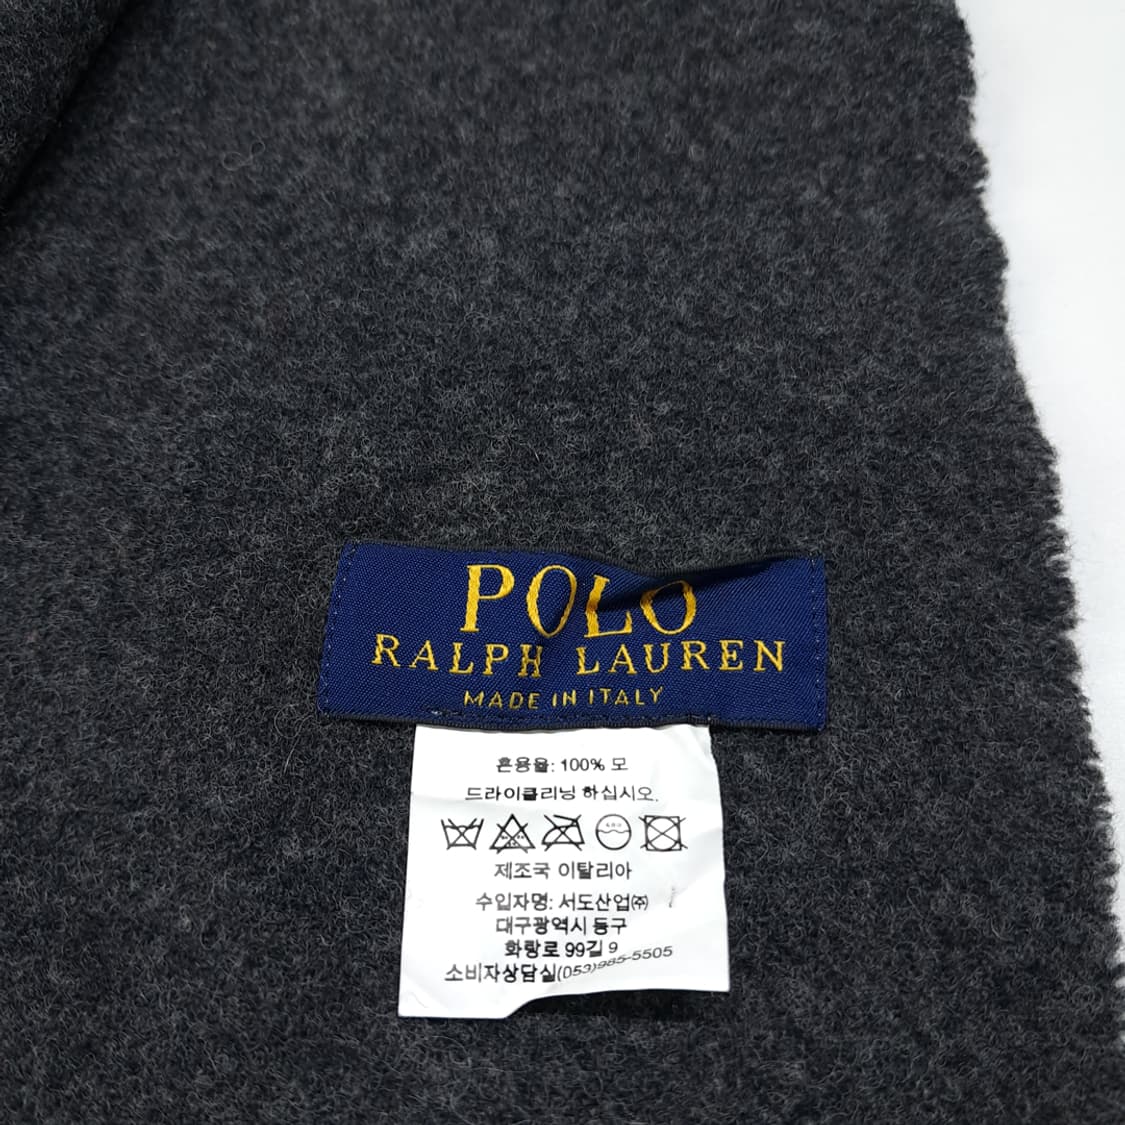 POLO
RALPH LAUREN
MADE IN ITALY
혼용율: 100% 모
드라이클리닝 하십시오.
제조국 이탈리아
수입자명: 서도산업㈜
대구광역시 동구
화랑로 99길 9
소비자상담실(053)985-5505